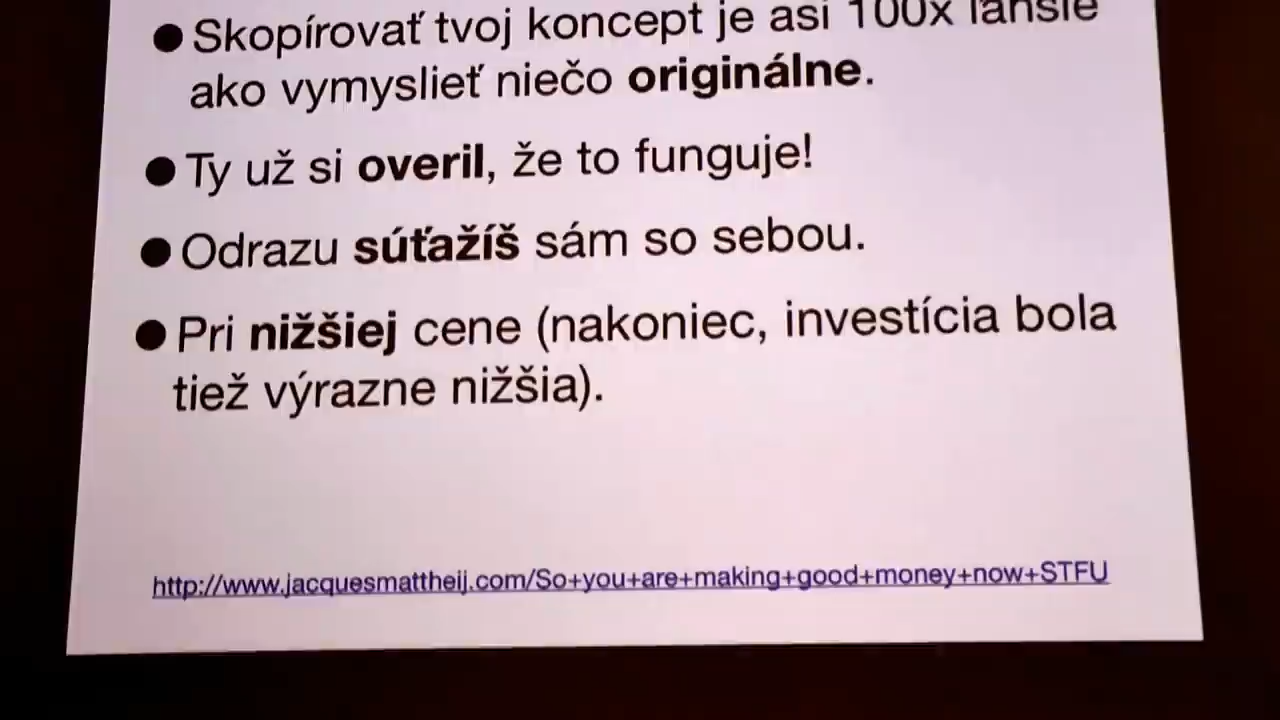 ● Skopírovať tvoj koncept je asi 100x ľahšie
ako vymyslieť niečo originálne.
● Ty už si overil, že to funguje!
● Odrazu súťažíš sám so sebou.
● Pri nižšiej cene (nakoniec, investícia bola
tiež výrazne nižšia).
http://www.jacquesmattheij.com/So+you+are+making+good+money+now+STFU